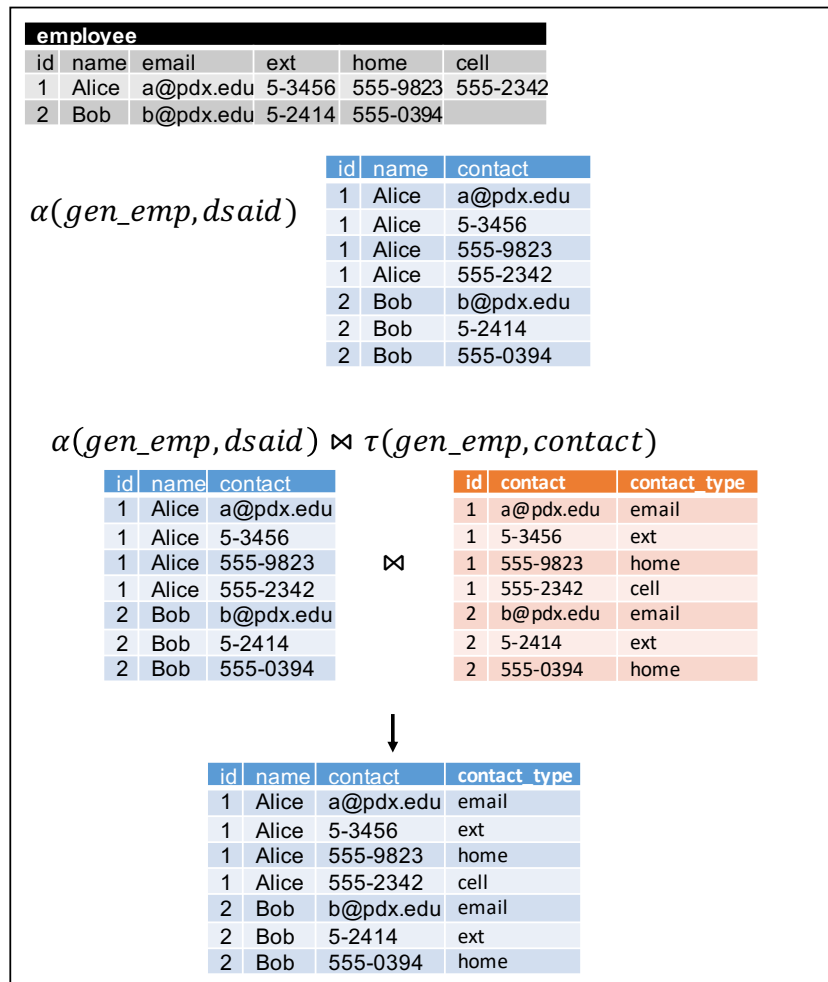 employee
id name email ext home cell
1 Alice a@pdx.edu 5-3456 555-9823 555-2342
2 Bob b@pdx.edu 5-2414 555-0394
α(gen_emp,dsaid)
id name contact
1 Alice a@pdx.edu
1 Alice 5-3456
1 Alice 555-9823
1 Alice 555-2342
2 Bob b@pdx.edu
2 Bob 5-2414
2 Bob 555-0394
α(gen_emp,dsaid) ⋈ τ(gen_emp,contact)
id name contact
1 Alice a@pdx.edu
1 Alice 5-3456
1 Alice 555-9823
1 Alice 555-2342
2 Bob b@pdx.edu
2 Bob 5-2414
2 Bob 555-0394
⋈
id contact contact_type
1 a@pdx.edu email
1 5-3456 ext
1 555-9823 home
1 555-2342 cell
2 b@pdx.edu email
2 5-2414 ext
2 555-0394 home
id name contact contact_type
1 Alice a@pdx.edu email
1 Alice 5-3456 ext
1 Alice 555-9823 home
1 Alice 555-2342 cell
2 Bob b@pdx.edu email
2 Bob 5-2414 ext
2 Bob 555-0394 home